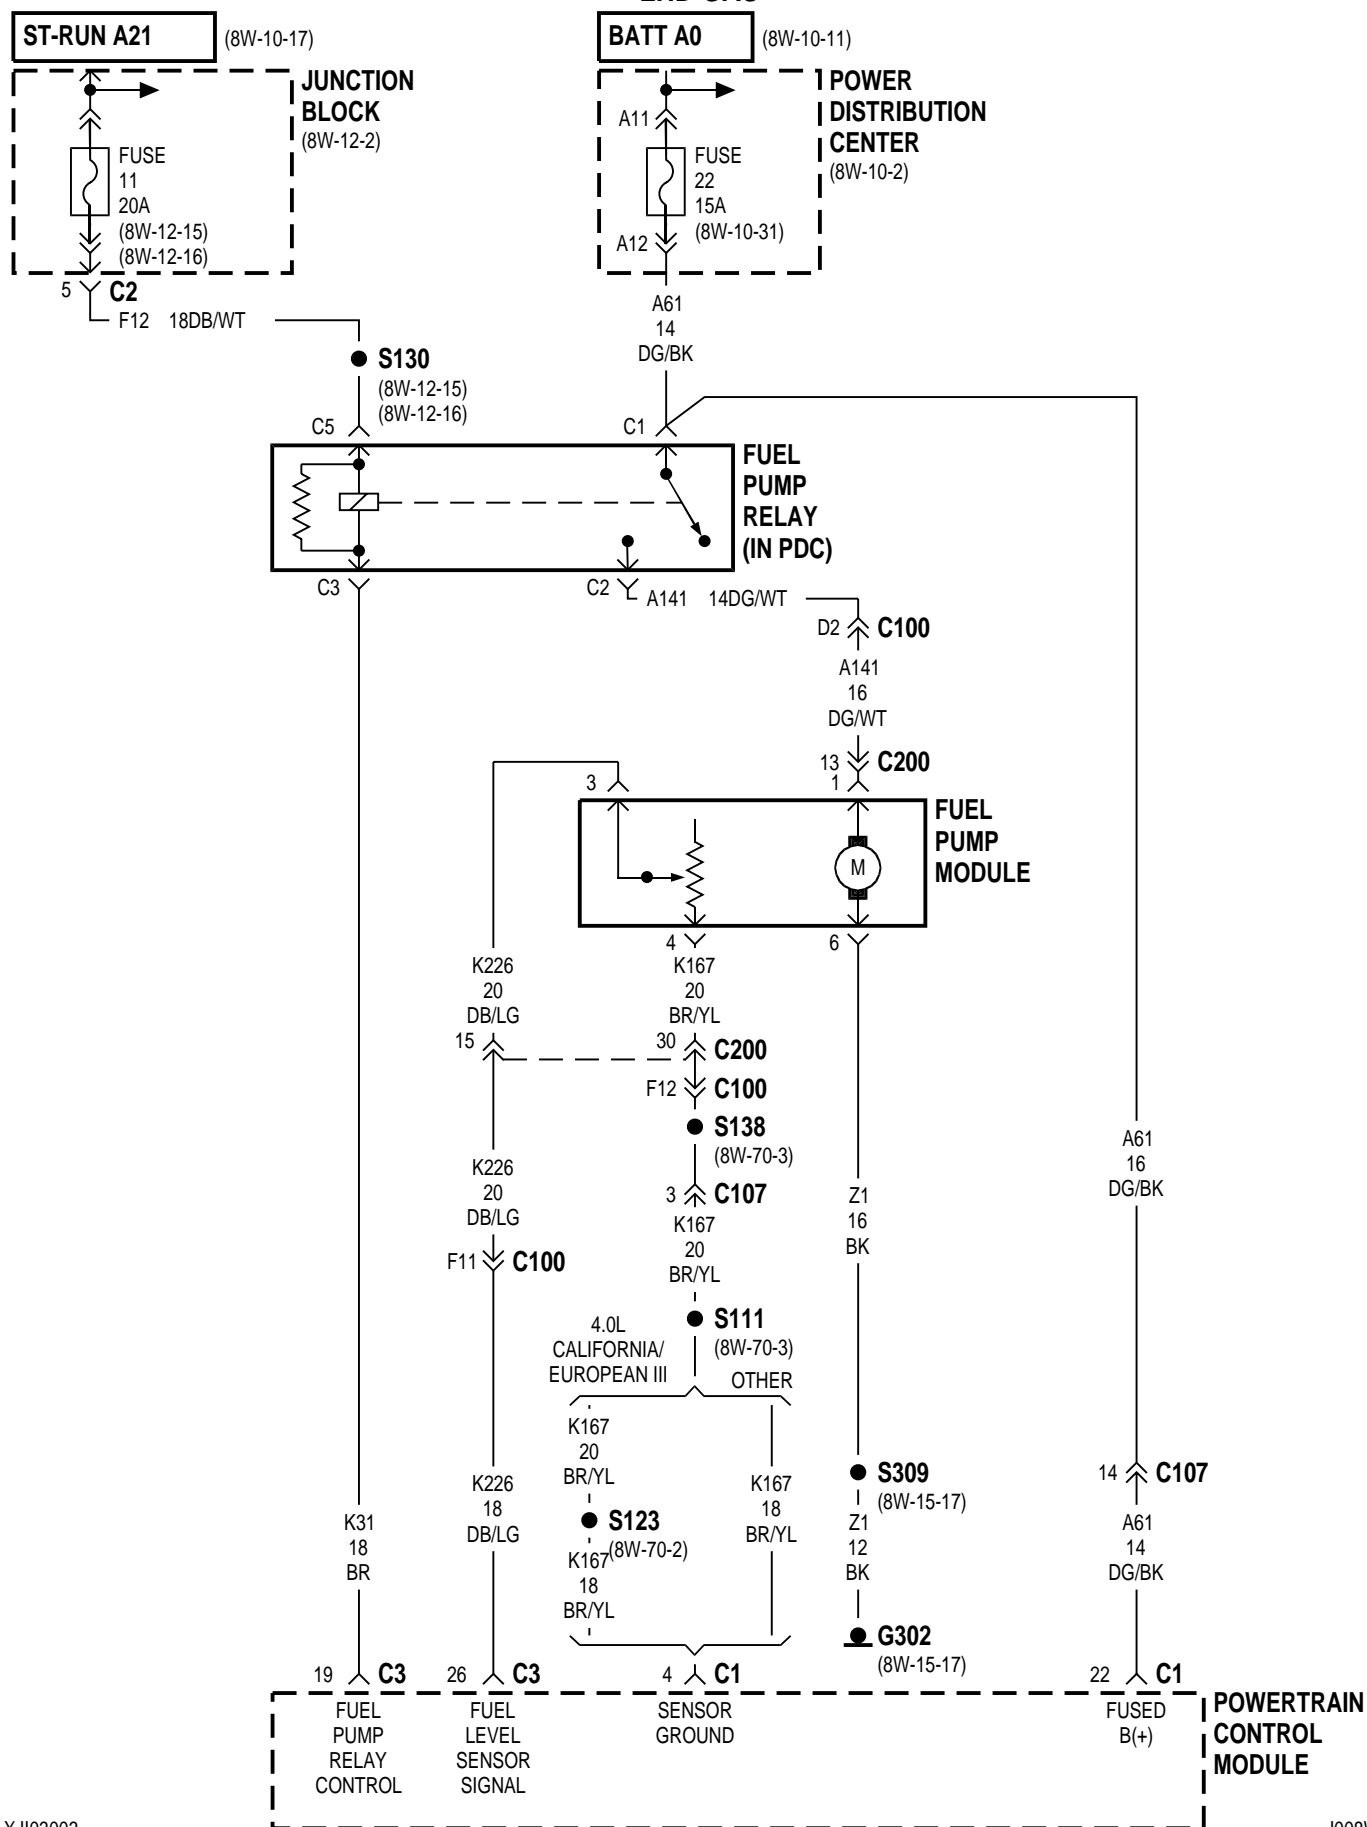 ST-RUN A21
(8W-10-17)
BATT A0
(8W-10-11)
JUNCTION
BLOCK
(8W-12-2)
FUSE
11
20A
(8W-12-15)
(8W-12-16)
POWER
DISTRIBUTION
CENTER
(8W-10-2)
A11
FUSE
22
15A
(8W-10-31)
A12
5
C2
F12 18DB/WT
A61
14
DG/BK
S130
(8W-12-15)
(8W-12-16)
C5
C1
FUEL
PUMP
RELAY
(IN PDC)
C3
C2
A141 14DG/WT
D2
C100
A141
16
DG/WT
13
C200
3
1
FUEL
PUMP
MODULE
M
4
6
K226
20
DB/LG
K167
20
BR/YL
15
30
C200
F12
C100
S138
(8W-70-3)
K226
20
DB/LG
3
C107
K167
20
BR/YL
Z1
16
BK
A61
16
DG/BK
F11
C100
S111
(8W-70-3)
4.0L
CALIFORNIA/
EUROPEAN III
OTHER
K167
20
BR/YL
S123
(8W-70-2)
K167
18
BR/YL
K167
18
BR/YL
K226
18
DB/LG
K31
18
BR
S309
(8W-15-17)
Z1
12
BK
G302
(8W-15-17)
14
C107
A61
14
DG/BK
19
C3
26
C3
4
C1
22
C1
FUEL
PUMP
RELAY
CONTROL
FUEL
LEVEL
SENSOR
SIGNAL
SENSOR
GROUND
FUSED
B(+)
POWERTRAIN
CONTROL
MODULE